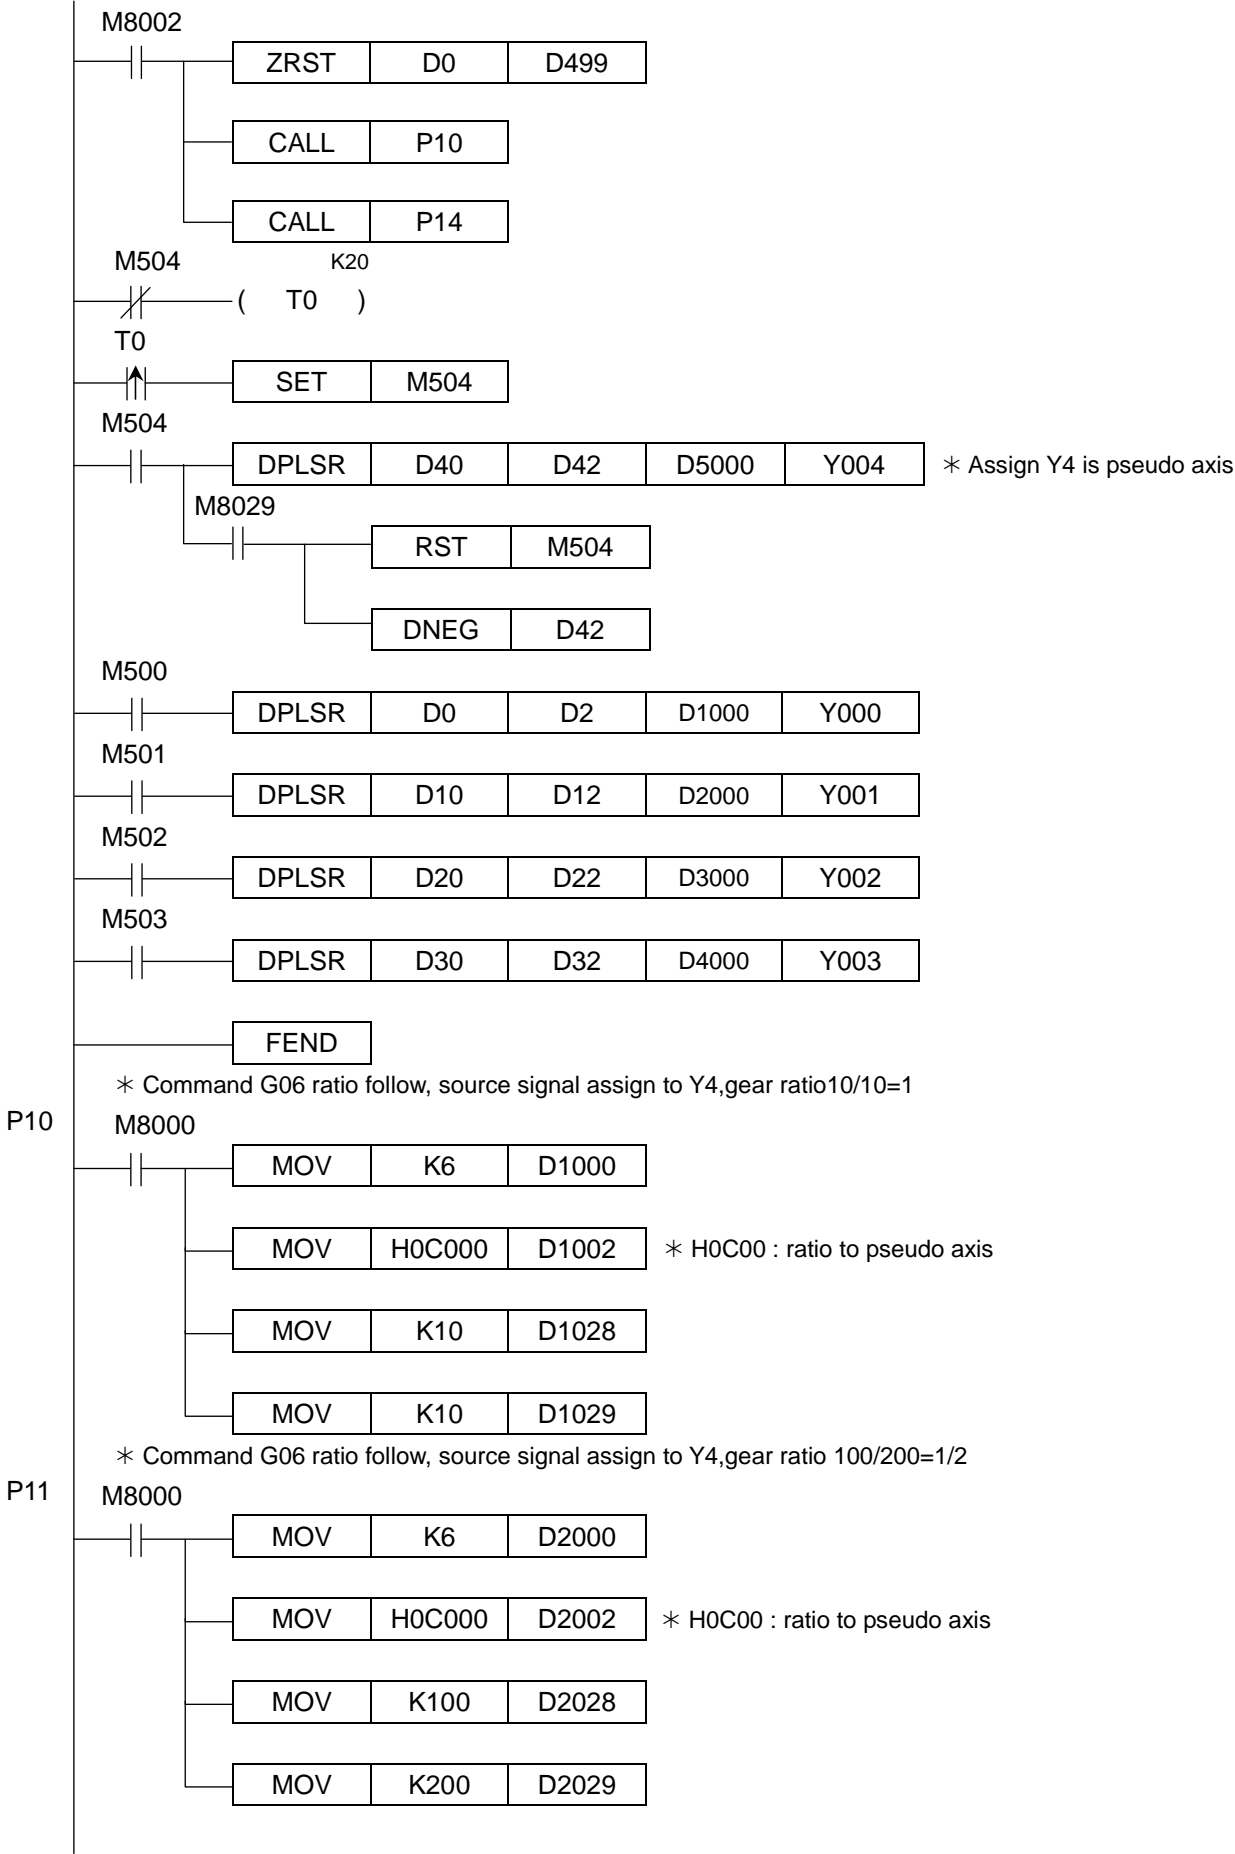 M8002
ZRST D0 D499
CALL P10
CALL P14
M504 K20
( T0 )
T0
SET M504
M504
DPLSR D40 D42 D5000 Y004 ＊ Assign Y4 is pseudo axis
M8029
RST M504
DNEG D42
M500
DPLSR D0 D2 D1000 Y000
M501
DPLSR D10 D12 D2000 Y001
M502
DPLSR D20 D22 D3000 Y002
M503
DPLSR D30 D32 D4000 Y003
FEND
＊ Command G06 ratio follow, source signal assign to Y4,gear ratio10/10=1
P10 M8000
MOV K6 D1000
MOV H0C000 D1002 ＊ H0C00 : ratio to pseudo axis
MOV K10 D1028
MOV K10 D1029
＊ Command G06 ratio follow, source signal assign to Y4,gear ratio 100/200=1/2
P11 M8000
MOV K6 D2000
MOV H0C000 D2002 ＊ H0C00 : ratio to pseudo axis
MOV K100 D2028
MOV K200 D2029